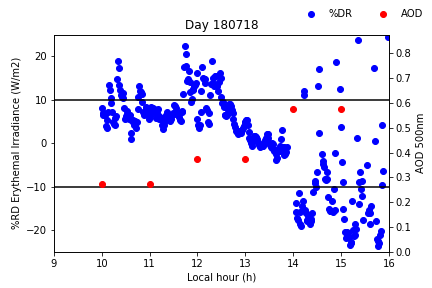 %DR AOD
Day 180718
%RD Erythemal Irradiance (W/m2)
20
10
0
−10
−20
0.8
0.7
0.6
0.5
0.4
0.3
0.2
0.1
0.0
AOD 500nm
9 10 11 12 13 14 15 16
Local hour (h)